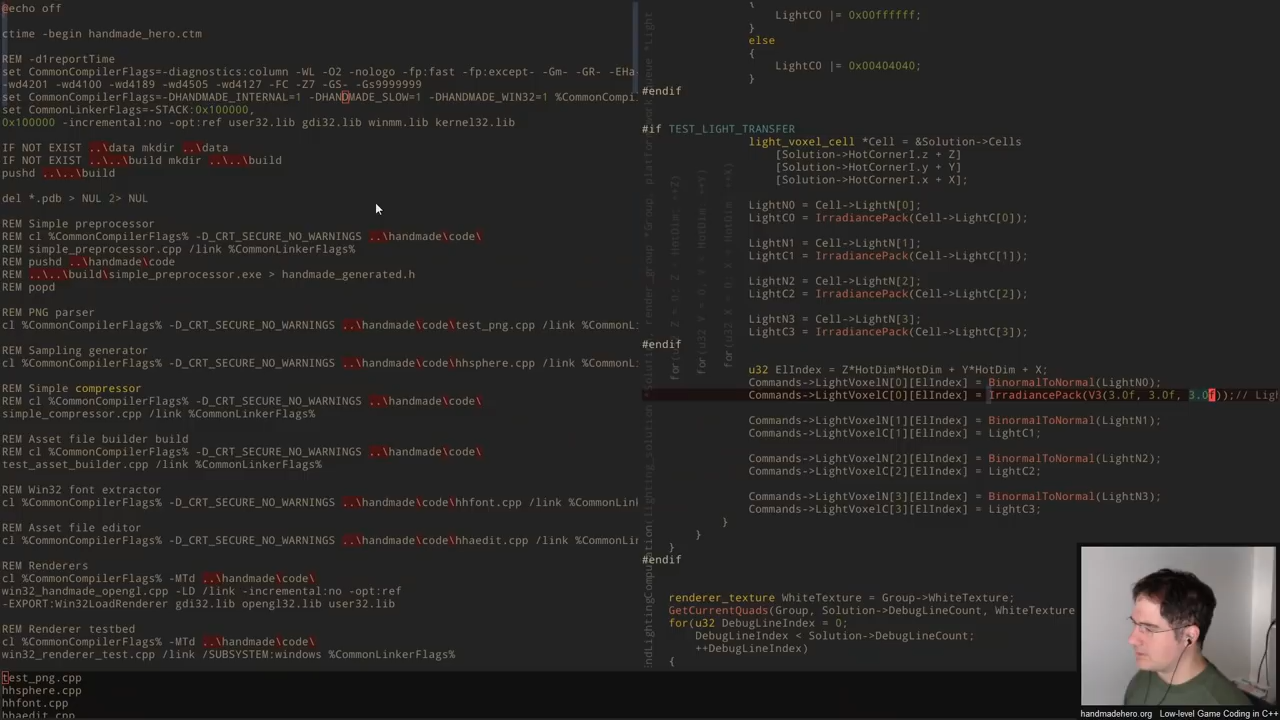 @echo off
ctime -begin handmade_hero.ctm
REM -d1reportTime
set CommonCompilerFlags=-diagnostics:column -WL -O2 -nologo -fp:fast -fp:except- -Gm- -GR- -EHa-
-wd4201 -wd4100 -wd4189 -wd4505 -wd4127 -FC -Z7 -GS- -Gs9999999
set CommonCompilerFlags=-DHANDMADE_INTERNAL=1 -DHANDMADE_SLOW=1 -DHANDMADE_WIN32=1 %CommonCompi
set CommonLinkerFlags=-STACK:0x100000,
0x100000 -incremental:no -opt:ref user32.lib gdi32.lib winmm.lib kernel32.lib
IF NOT EXIST ..\data mkdir ..\data
IF NOT EXIST ..\..\build mkdir ..\..\build
pushd ..\..\build
del *.pdb > NUL 2> NUL
REM Simple preprocessor
REM cl %CommonCompilerFlags% -D_CRT_SECURE_NO_WARNINGS ..\handmade\code\
REM simple_preprocessor.cpp /link %CommonLinkerFlags%
REM pushd ..\handmade\code
REM ..\..\build\simple_preprocessor.exe > handmade_generated.h
REM popd
REM PNG parser
cl %CommonCompilerFlags% -D_CRT_SECURE_NO_WARNINGS ..\handmade\code\test_png.cpp /link %CommonL
REM Sampling generator
cl %CommonCompilerFlags% -D_CRT_SECURE_NO_WARNINGS ..\handmade\code\hhsphere.cpp /link %CommonL
REM Simple compressor
cl %CommonCompilerFlags% -D_CRT_SECURE_NO_WARNINGS ..\handmade\code\
simple_compressor.cpp /link %CommonLinkerFlags%
REM Asset file builder build
cl %CommonCompilerFlags% -D_CRT_SECURE_NO_WARNINGS ..\handmade\code\
test_asset_builder.cpp /link %CommonLinkerFlags%
REM Win32 font extractor
cl %CommonCompilerFlags% -D_CRT_SECURE_NO_WARNINGS ..\handmade\code\hhfont.cpp /link %CommonLin
REM Asset file editor
cl %CommonCompilerFlags% -D_CRT_SECURE_NO_WARNINGS ..\handmade\code\hhaedit.cpp /link %CommonLi
REM Renderers
cl %CommonCompilerFlags% -MTd ..\handmade\code\
win32_handmade_opengl.cpp -LD /link -incremental:no -opt:ref
-EXPORT:Win32LoadRenderer gdi32.lib opengl32.lib user32.lib
REM Renderer testbed
cl %CommonCompilerFlags% -MTd ..\handmade\code\
win32_renderer_test.cpp /link /SUBSYSTEM:windows %CommonLinkerFlags%
test_png.cpp
hhsphere.cpp
hhfont.cpp
hhaedit.cpp
{
LightC0 |= 0x00ffffff;
}
else
{
LightC0 |= 0x00404040;
}
#endif
#if TEST_LIGHT_TRANSFER
light_voxel_cell *Cell = &Solution->Cells
[Solution->HotCornerI.z + Z]
[Solution->HotCornerI.y + Y]
[Solution->HotCornerI.x + X];
LightN0 = Cell->LightN[0];
LightC0 = IrradiancePack(Cell->LightC[0]);
LightN1 = Cell->LightN[1];
LightC1 = IrradiancePack(Cell->LightC[1]);
LightN2 = Cell->LightN[2];
LightC2 = IrradiancePack(Cell->LightC[2]);
LightN3 = Cell->LightN[3];
LightC3 = IrradiancePack(Cell->LightC[3]);
#endif
u32 ElIndex = Z*HotDim*HotDim + Y*HotDim + X;
Commands->LightVoxelN[0][ElIndex] = BinormalToNormal(LightN0);
Commands->LightVoxelC[0][ElIndex] = IrradiancePack(V3(3.0f, 3.0f, 3.0f));// Lig
Commands->LightVoxelN[1][ElIndex] = BinormalToNormal(LightN1);
Commands->LightVoxelC[1][ElIndex] = LightC1;
Commands->LightVoxelN[2][ElIndex] = BinormalToNormal(LightN2);
Commands->LightVoxelC[2][ElIndex] = LightC2;
Commands->LightVoxelN[3][ElIndex] = BinormalToNormal(LightN3);
Commands->LightVoxelC[3][ElIndex] = LightC3;
}
}
}
#endif
renderer_texture WhiteTexture = Group->WhiteTexture;
GetCurrentQuads(Group, Solution->DebugLineCount, WhiteTexture
for(u32 DebugLineIndex = 0;
DebugLineIndex < Solution->DebugLineCount;
++DebugLineIndex)
{
handmadehero.org Low-level Game Coding in C++